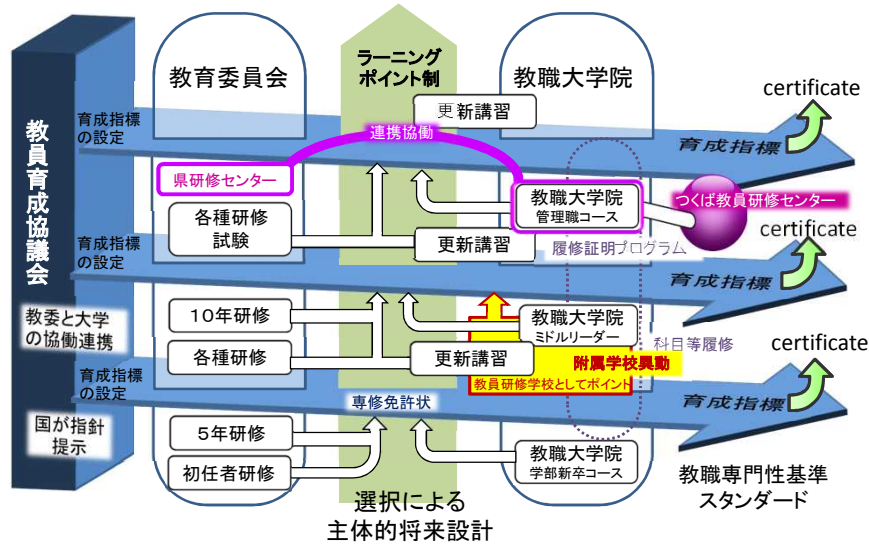 教育委員会
ラーニング
ポイント制
教職大学院
certificate
更新講習
育成指標
の設定
連携協働
育成指標
教員育成協議会
県研修センター
教職大学院
管理職コース
つくば教員研修センター
各種研修
試験
更新講習
履修証明プログラム
certificate
育成指標
の設定
育成指標
教委と大学
の協働連携
10年研修
教職大学院
ミドルリーダー
科目等履修
certificate
各種研修
更新講習
附属学校異動
教員研修学校としてポイント
育成指標
の設定
専修免許状
育成指標
国が指針
提示
5年研修
初任者研修
教職大学院
学部新卒コース
教職専門性基準
スタンダード
選択による
主体的将来設計